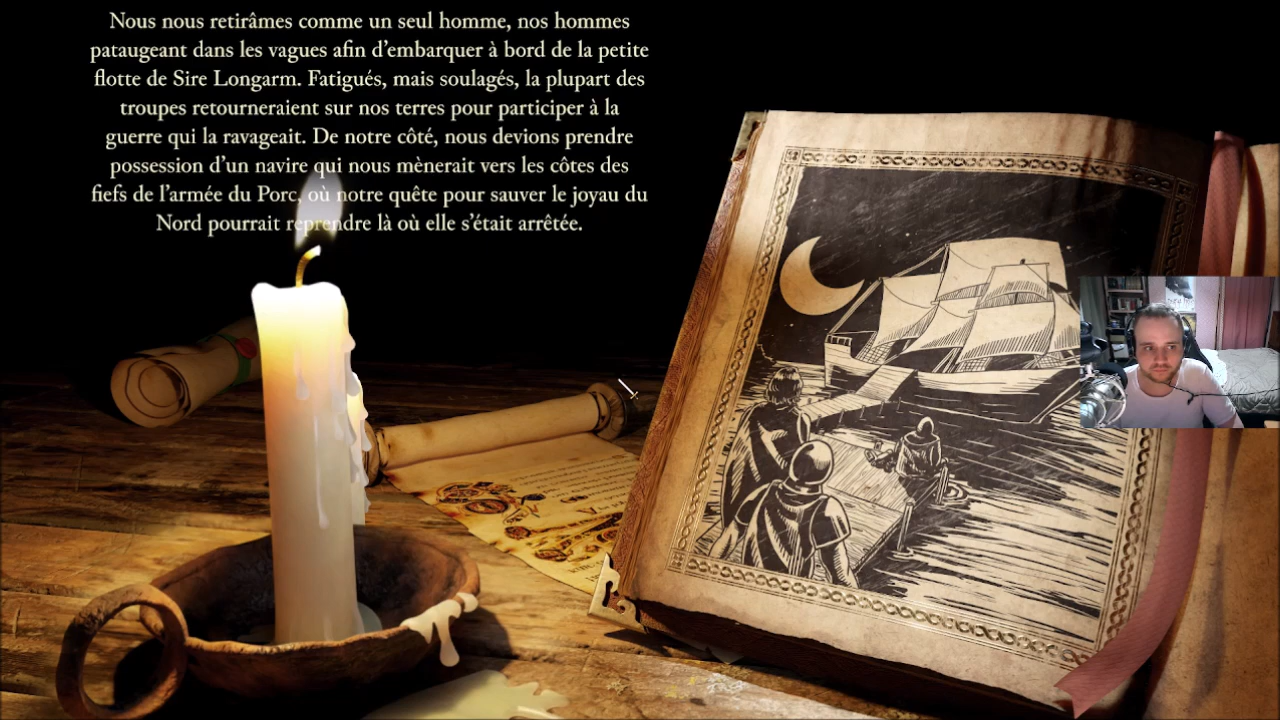 Nous nous retirâmes comme un seul homme, nos hommes
pataugeant dans les vagues afin d'embarquer à bord de la petite
flotte de Sire Longarm. Fatigués, mais soulagés, la plupart des
troupes retourneraient sur nos terres pour participer à la
guerre qui la ravageait. De notre côté, nous devions prendre
possession d'un navire qui nous mènerait vers les côtes des
fiefs de l'armée du Porc, où notre quête pour sauver le joyau du
Nord pourrait reprendre là où elle s'était arrêtée.